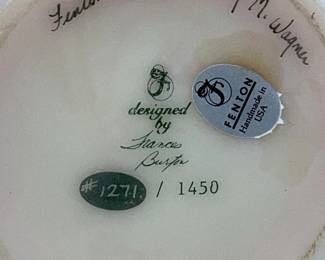 Fenton
M. Wagner
F
designed
by
Frances
Burton
#1271 / 1450
F
FENTON
Handmade in
USA